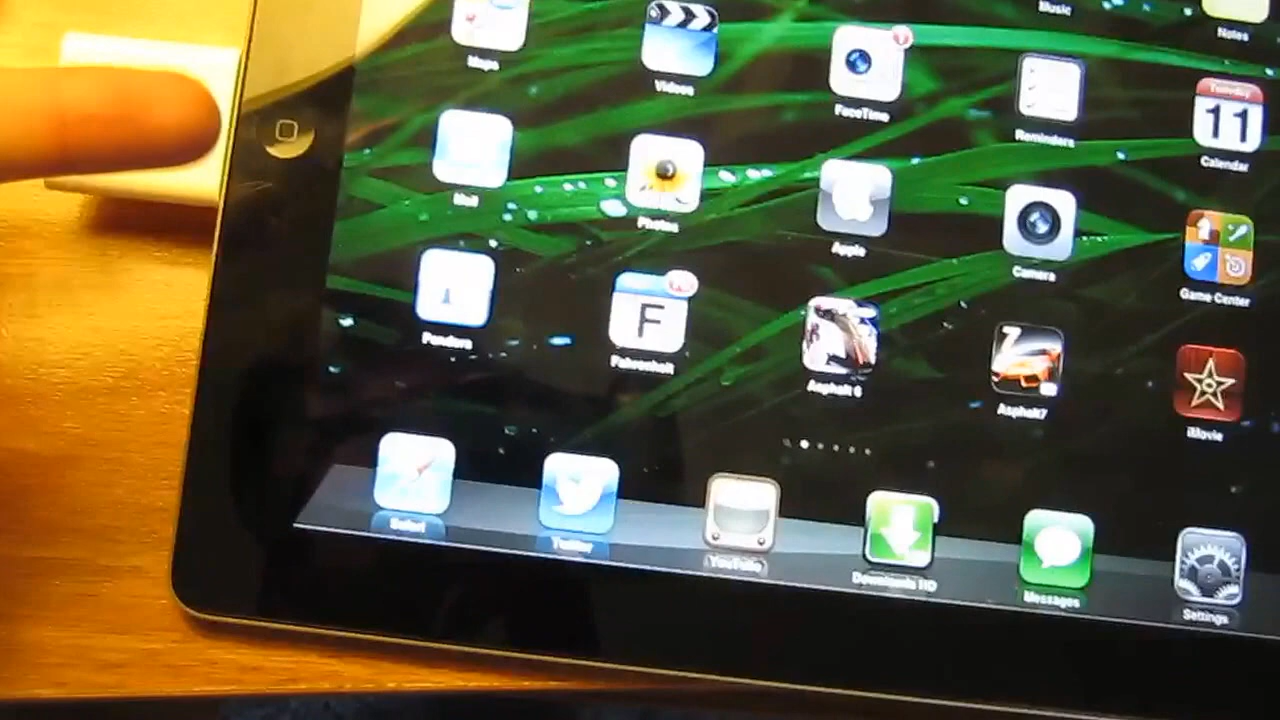 Music
Notes
Maps
Videos
FaceTime
Reminders
Tuesday
11
Calendar
Mail
Photos
Apple
Camera
Game Center
Pandora
F
Fahrenheit
Asphalt 6
7
Asphalt7
iMovie
Safari
Twitter
YouTube
Downloads HD
Messages
Settings